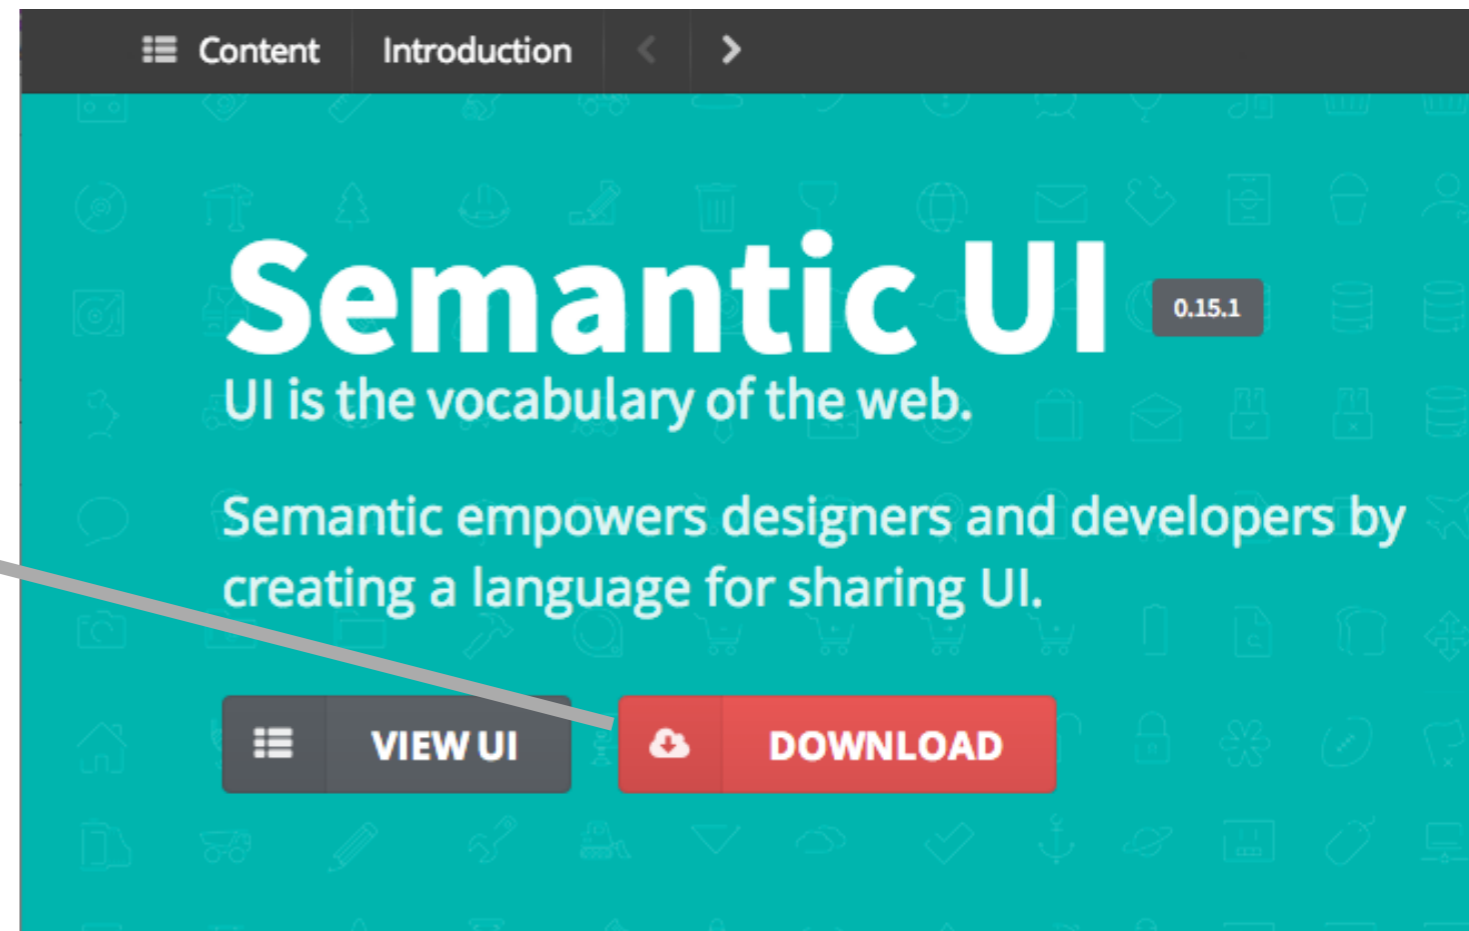 Content Introduction
Semantic UI 0.15.1
UI is the vocabulary of the web.
Semantic empowers designers and developers by
creating a language for sharing UI.
VIEW UI DOWNLOAD